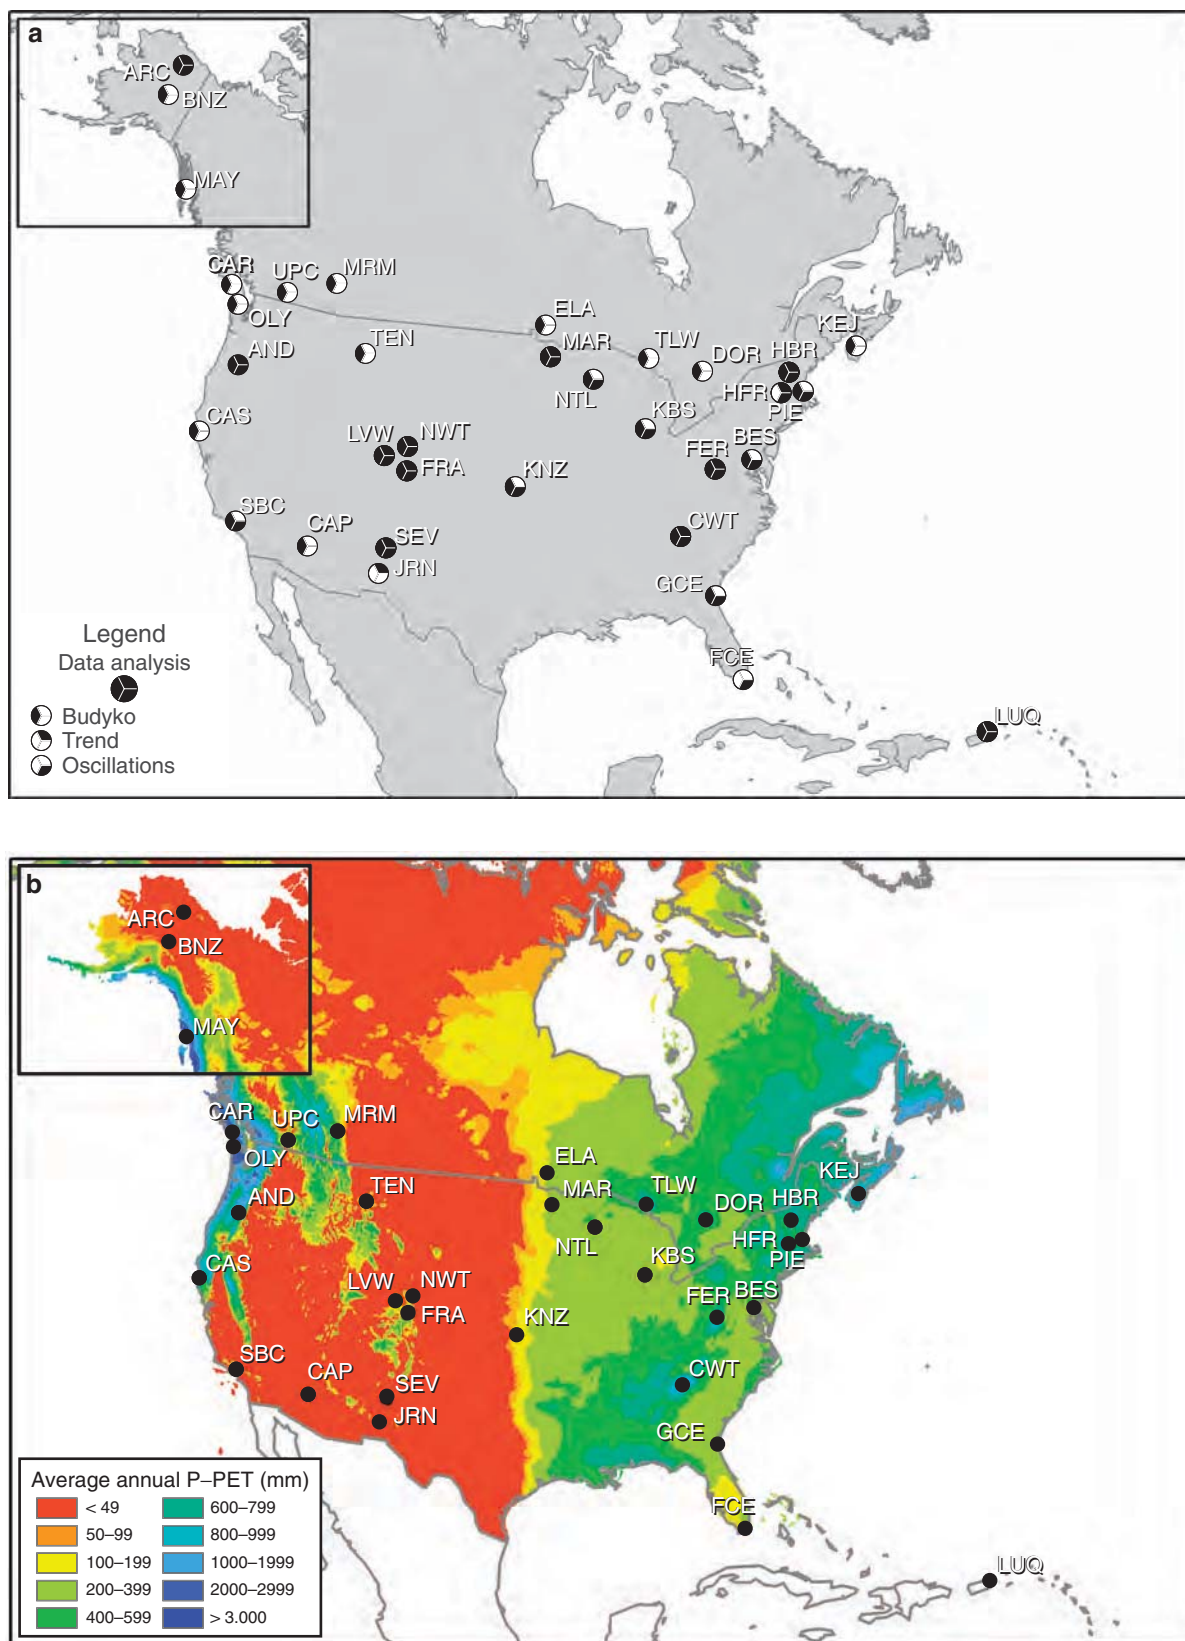 a
ARC
BNZ
MAY
CAR
UPC
MRM
OLY
AND
TEN
ELA
MAR
NTL
TLW
DOR
HBR
KEJ
HFR
PIE
CAS
LVW
NWT
FRA
KNZ
KBS
FER
BES
SBC
CAP
SEV
JRN
CWT
GCE
FCE
LUQ
Legend
Data analysis
Budyko
Trend
Oscillations
b
ARC
BNZ
MAY
CAR
UPC
MRM
OLY
AND
TEN
ELA
MAR
NTL
TLW
DOR
HBR
KEJ
HFR
PIE
CAS
LVW
NWT
FRA
KNZ
KBS
FER
BES
SBC
CAP
SEV
JRN
CWT
GCE
FCE
LUQ
Average annual P–PET (mm)
< 49
50–99
100–199
200–399
400–599
600–799
800–999
1000–1999
2000–2999
> 3.000